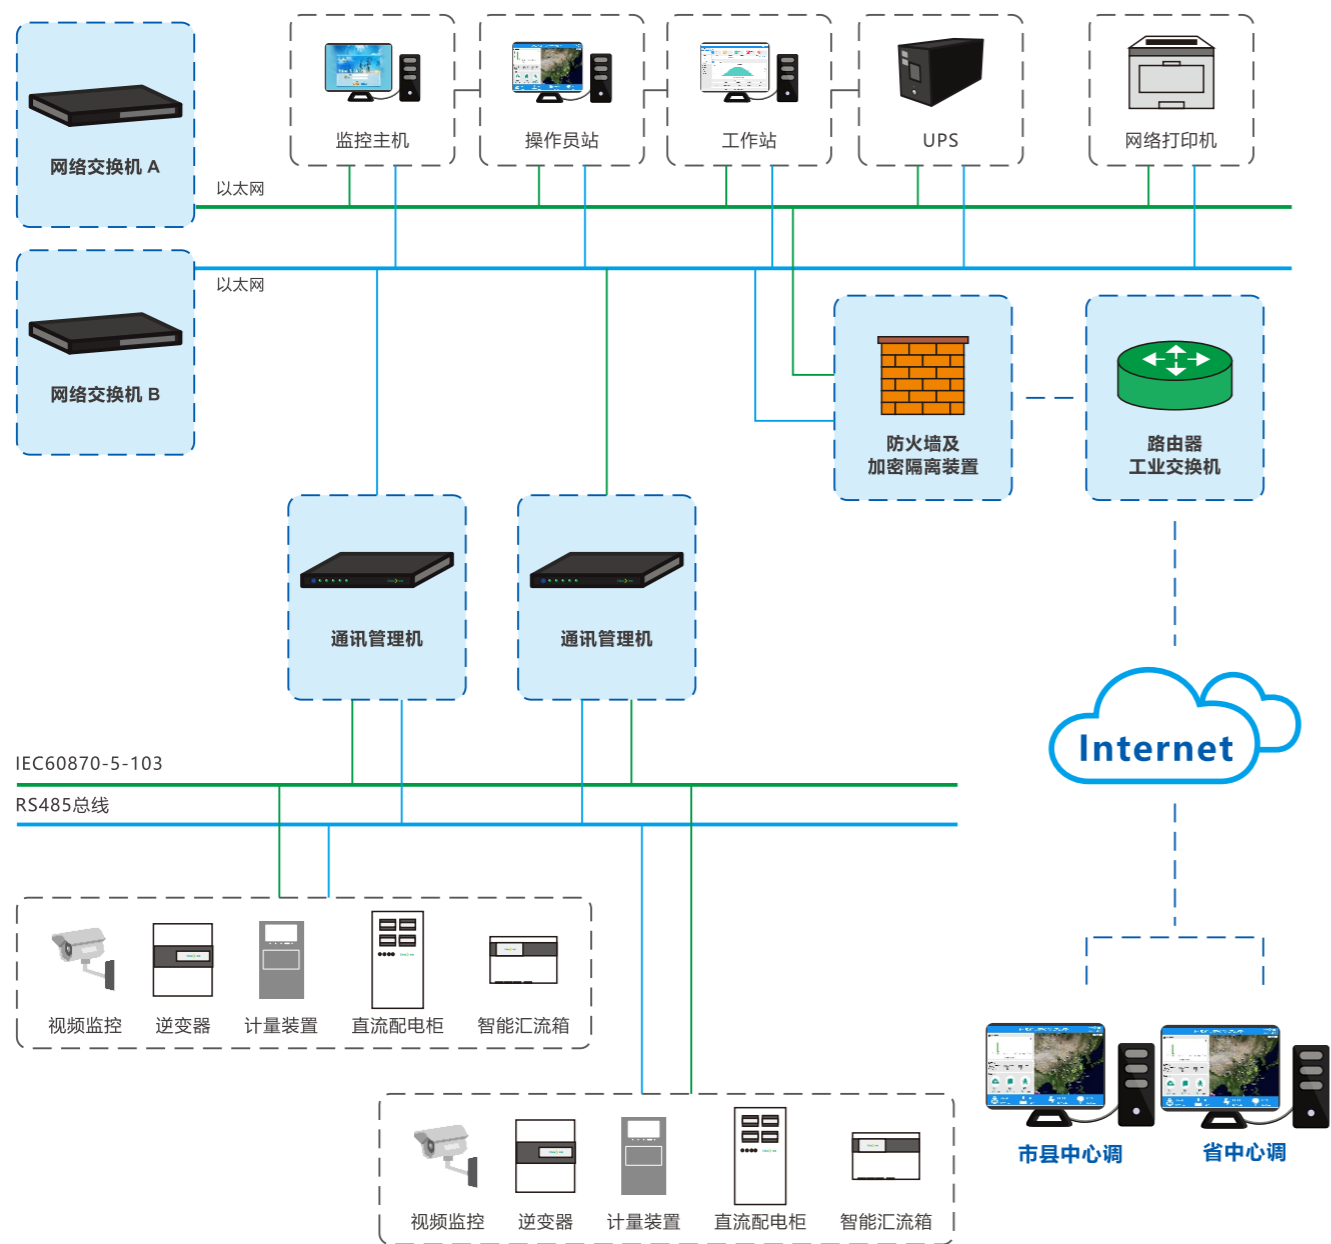 监控主机
操作员站
工作站
UPS
网络打印机
网络交换机 A
以太网
以太网
网络交换机 B
防火墙及
加密隔离装置
路由器
工业交换机
通讯管理机
通讯管理机
Internet
IEC60870-5-103
RS485总线
视频监控
逆变器
计量装置
直流配电柜
智能汇流箱
市县中心调
省中心调
视频监控
逆变器
计量装置
直流配电柜
智能汇流箱